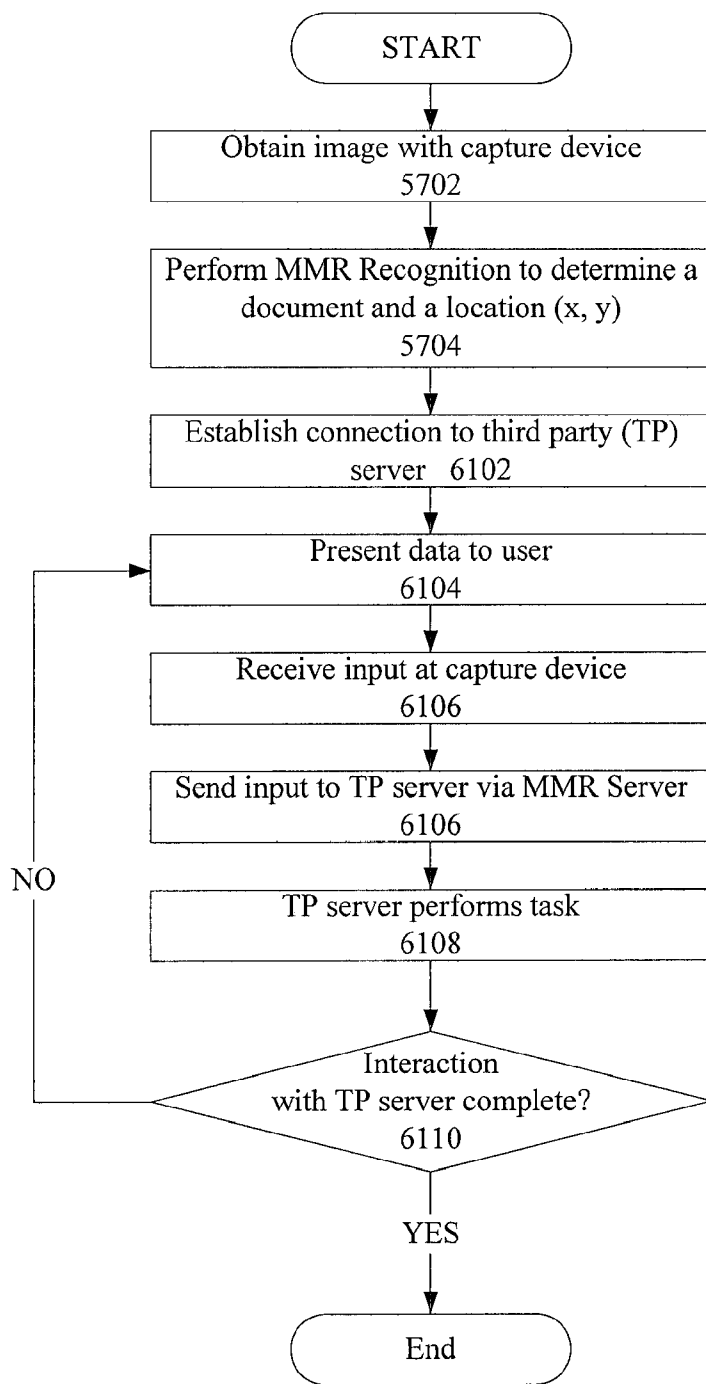 START
Obtain image with capture device
5702
Perform MMR Recognition to determine a
document and a location (x, y)
5704
Establish connection to third party (TP)
server 6102
Present data to user
6104
Receive input at capture device
6106
Send input to TP server via MMR Server
6106
NO
TP server performs task
6108
Interaction
with TP server complete?
6110
YES
End